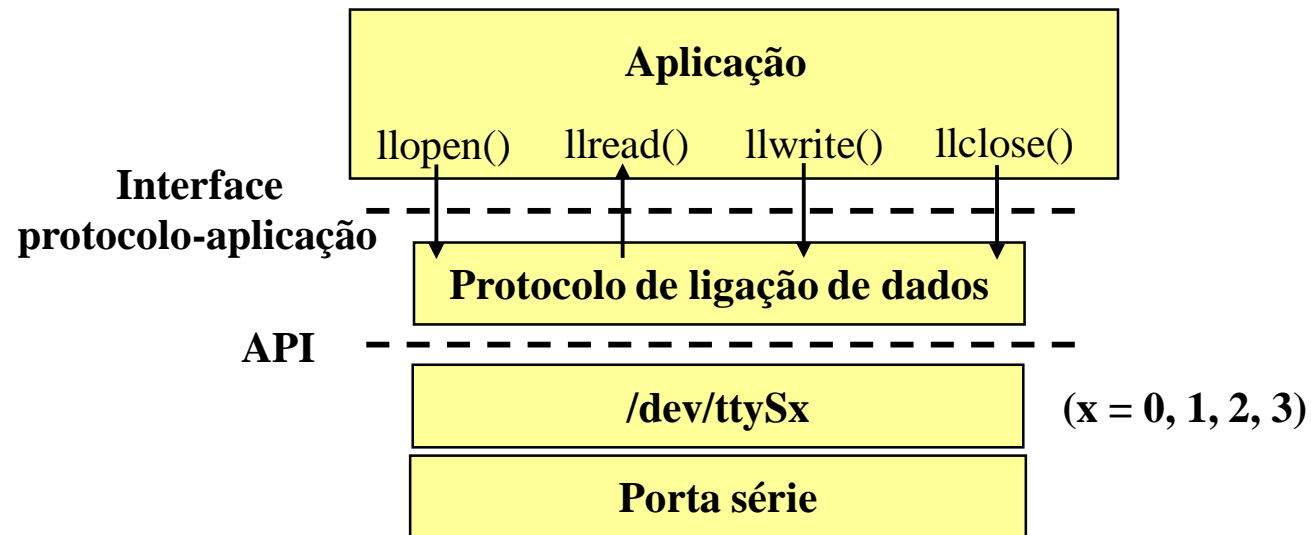 Aplicação
llopen() llread() llwrite() llclose()
Interface
protocolo-aplicação
Protocolo de ligação de dados
API
/dev/ttySx (x = 0, 1, 2, 3)
Porta série